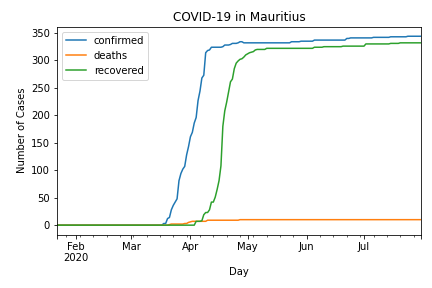 COVID-19 in Mauritius
350
300
250
200
150
100
50
0
Number of Cases
confirmed
deaths
recovered
Feb Mar Apr May Jun Jul
2020
Day